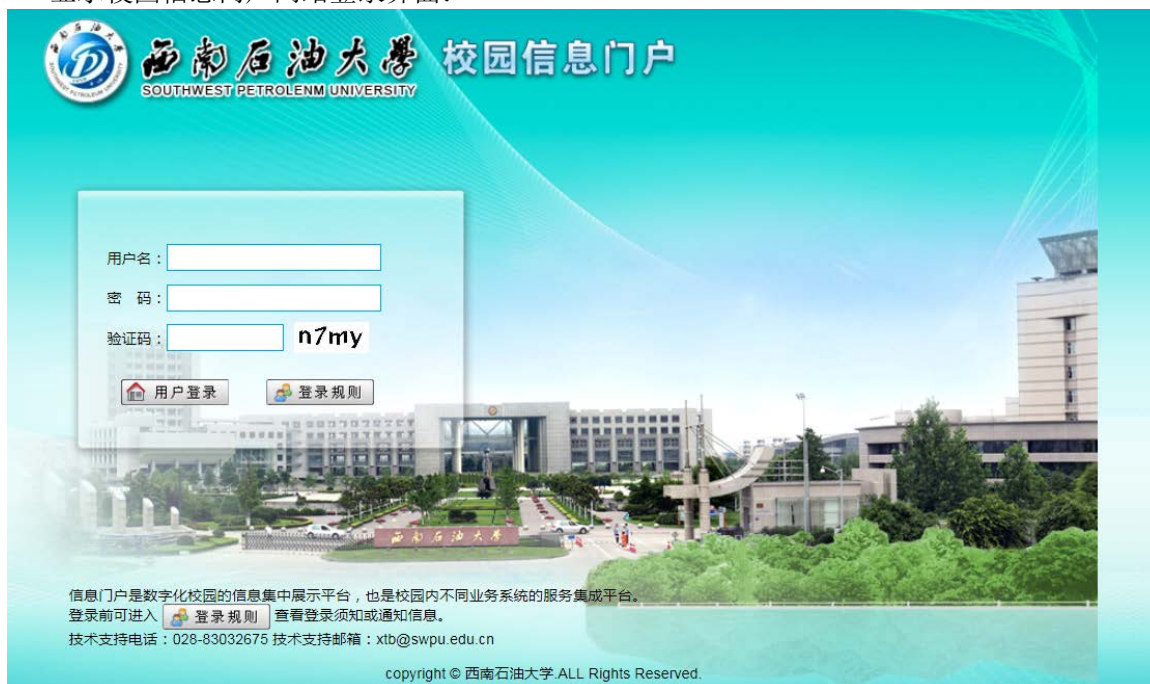 登录校园信息门户网站登录界面:
西南石油大學 校园信息门户
SOUTHWEST PETROLENM UNIVERSITY
用户名：
密 码：
验证码： n7my
用户登录 登录规则
西南石油大学
信息门户是数字化校园的信息集中展示平台，也是校园内不同业务系统的服务集成平台。
登录前可进入 登录规则 查看登录须知或通知信息。
技术支持电话：028-83032675 技术支持邮箱：xtb@swpu.edu.cn
copyright © 西南石油大学.ALL Rights Reserved.